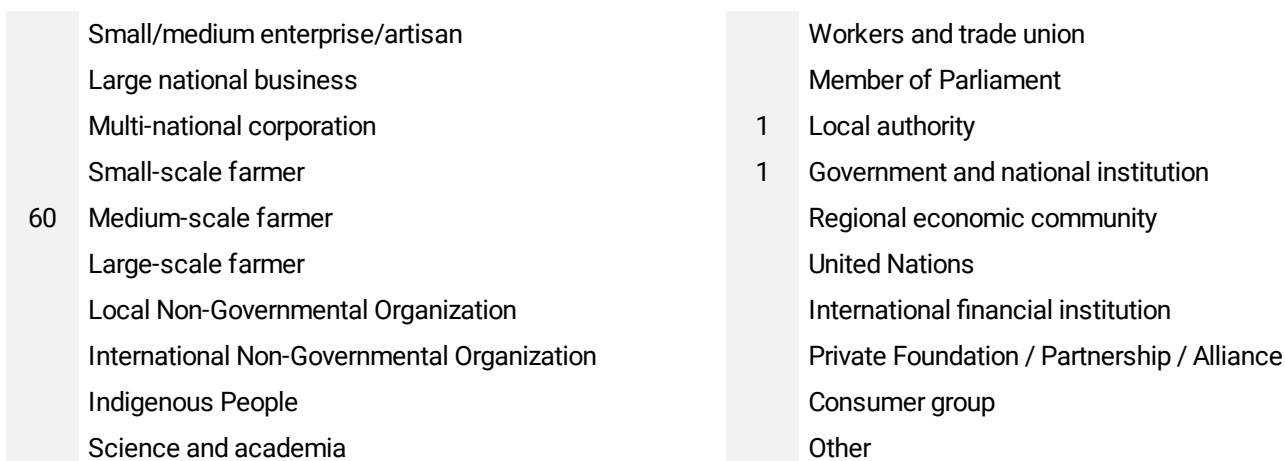 Small/medium enterprise/artisan
Large national business
Multi-national corporation
Small-scale farmer
60 Medium-scale farmer
Large-scale farmer
Local Non-Governmental Organization
International Non-Governmental Organization
Indigenous People
Science and academia
Workers and trade union
Member of Parliament
1 Local authority
1 Government and national institution
Regional economic community
United Nations
International financial institution
Private Foundation / Partnership / Alliance
Consumer group
Other